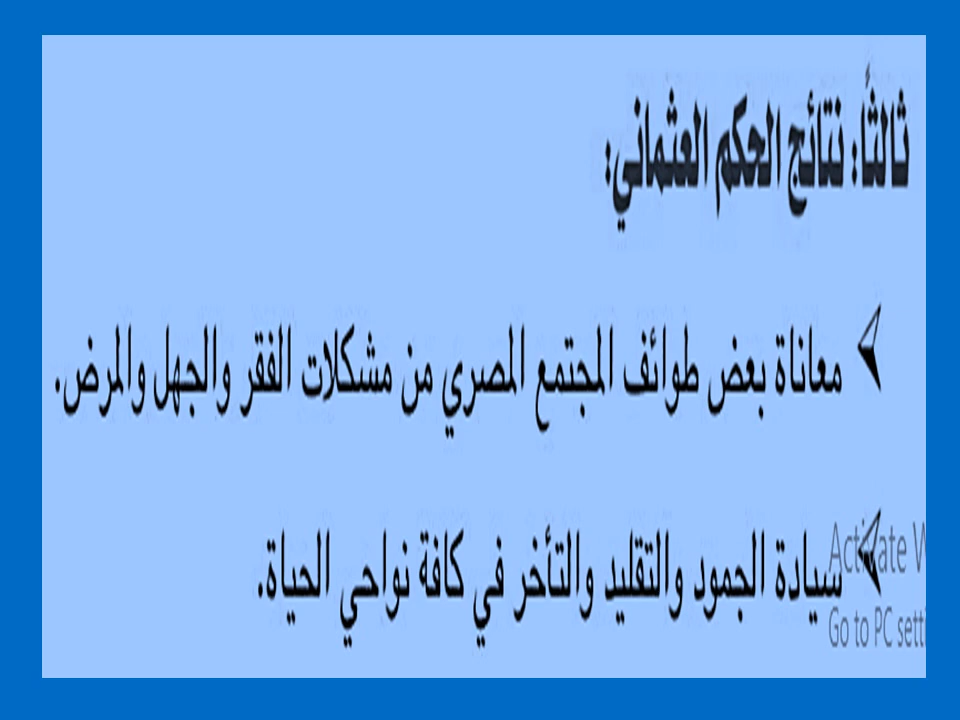 ثالثاً: نتائج الحكم العثماني:
معاناة بعض طوائف المجتمع المصري من مشكلات الفقر والجهل والمرض.
سيادة الجمود والتقليد والتأخر في كافة نواحي الحياة.
Activate W
Go to PC setti